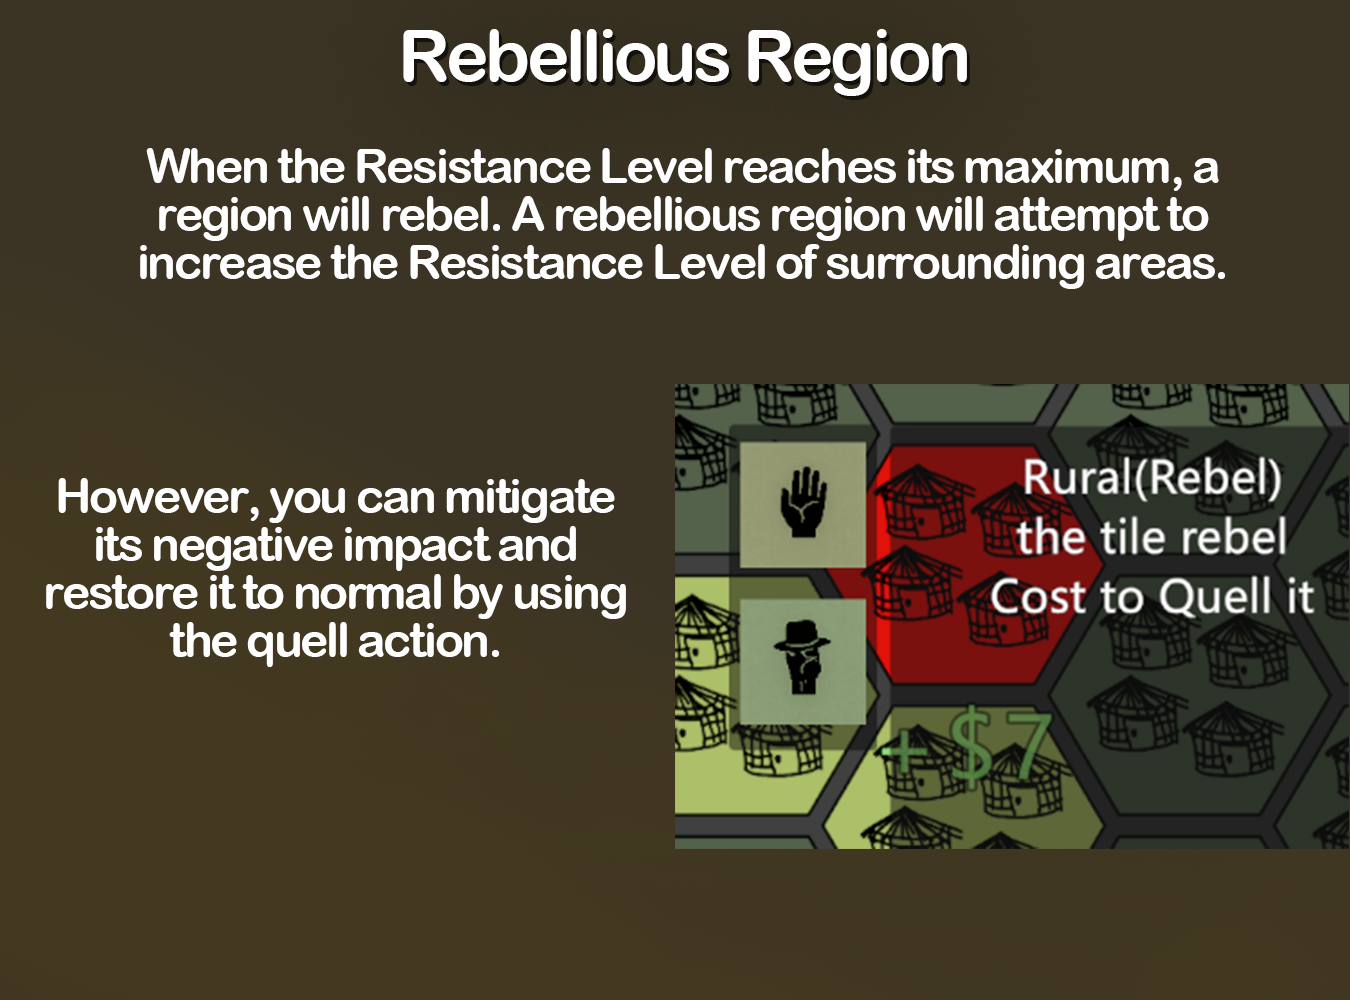 Rebellious Region
When the Resistance Level reaches its maximum, a
region will rebel. A rebellious region will attempt to
increase the Resistance Level of surrounding areas.
However, you can mitigate
its negative impact and
restore it to normal by using
the quell action.
Rural(Rebel)
the tile rebel
Cost to Quell it
+$7